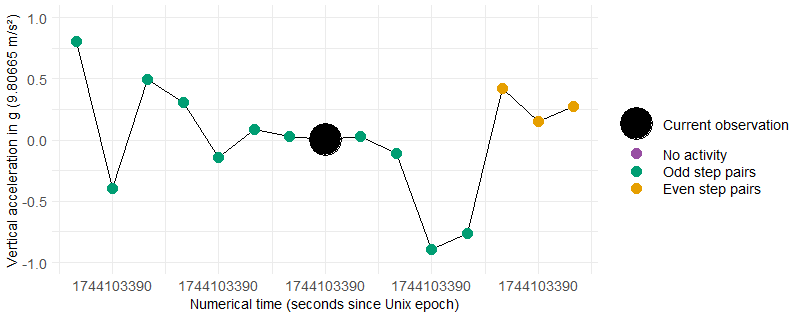 Vertical acceleration in g (9.80665 m/s²)
1.0
0.5
0.0
-0.5
-1.0
1744103390 1744103390 1744103390 1744103390 1744103390
Numerical time (seconds since Unix epoch)
Current observation
No activity
Odd step pairs
Even step pairs